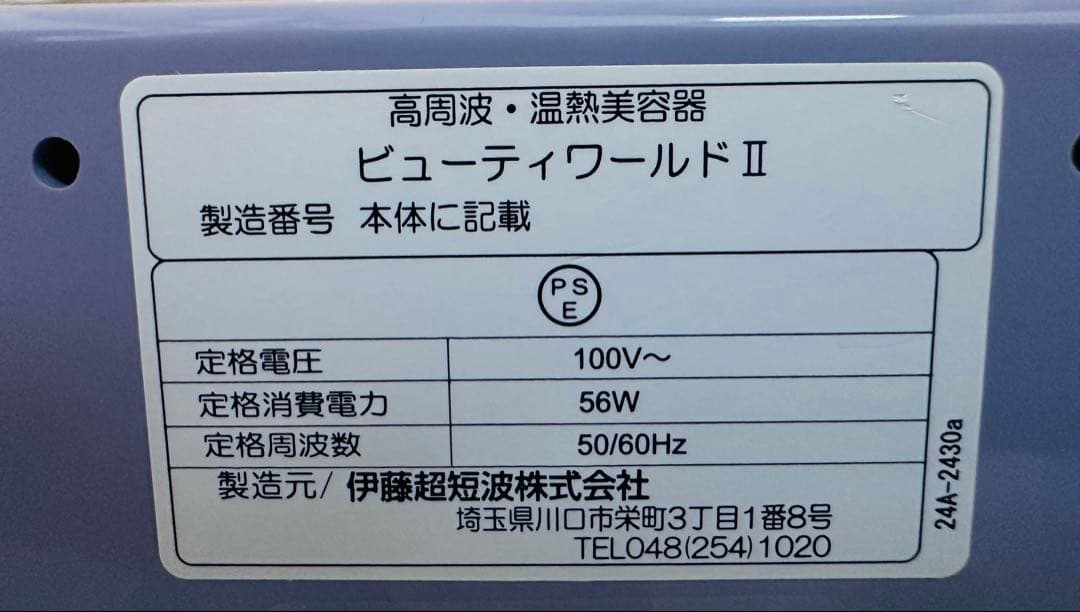 高周波・温熱美容器
ビューティワールドⅡ
製造番号 本体に記載
PS
E
定格電圧 100V～
定格消費電力 56W
定格周波数 50/60Hz
製造元/ 伊藤超短波株式会社
埼玉県川口市栄町3丁目1番8号
TEL048(254)1020
24A-2430a